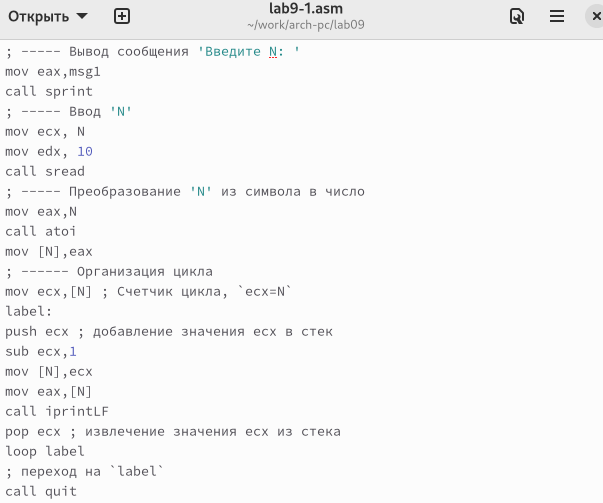 Открыть
lab9-1.asm
~/work/arch-pc/lab09
; ----- Вывод сообщения 'Введите N: '
mov eax,msg1
call sprint
; ----- Ввод 'N'
mov ecx, N
mov edx, 10
call sread
; ----- Преобразование 'N' из символа в число
mov eax,N
call atoi
mov [N],eax
; ------ Организация цикла
mov ecx,[N] ; Счетчик цикла, `ecx=N`
label:
push ecx ; добавление значения ecx в стек
sub ecx,1
mov [N],ecx
mov eax,[N]
call iprintLF
pop ecx ; извлечение значения ecx из стека
loop label
; переход на `label`
call quit